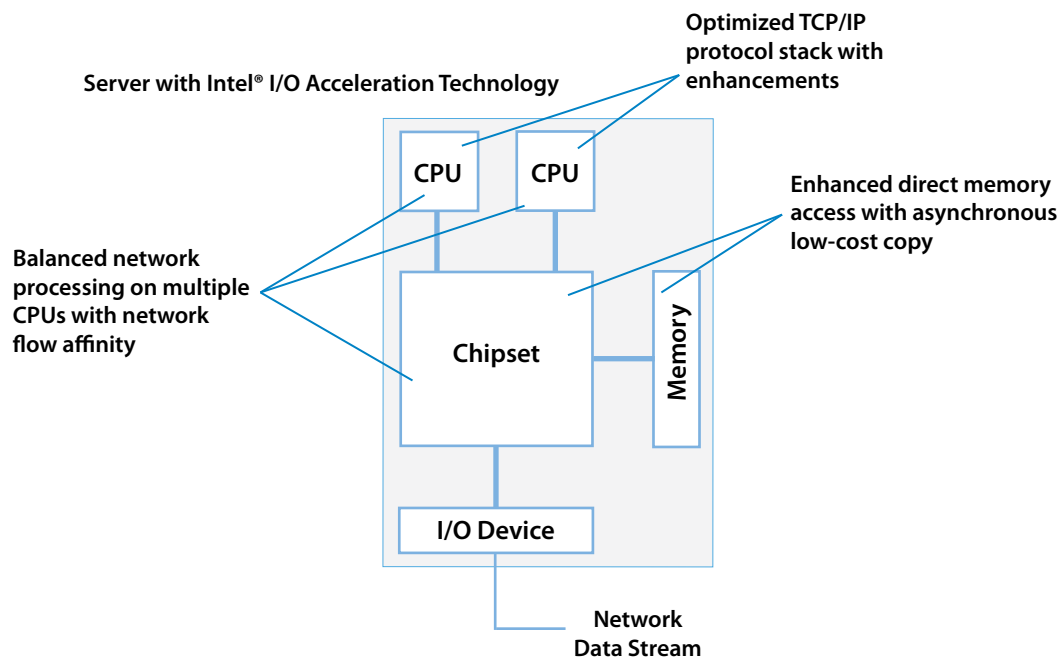 Optimized TCP/IP
protocol stack with
enhancements
Server with Intel® I/O Acceleration Technology
CPU
CPU
Enhanced direct memory
access with asynchronous
low-cost copy
Balanced network
processing on multiple
CPUs with network
flow affinity
Chipset
Memory
I/O Device
Network
Data Stream